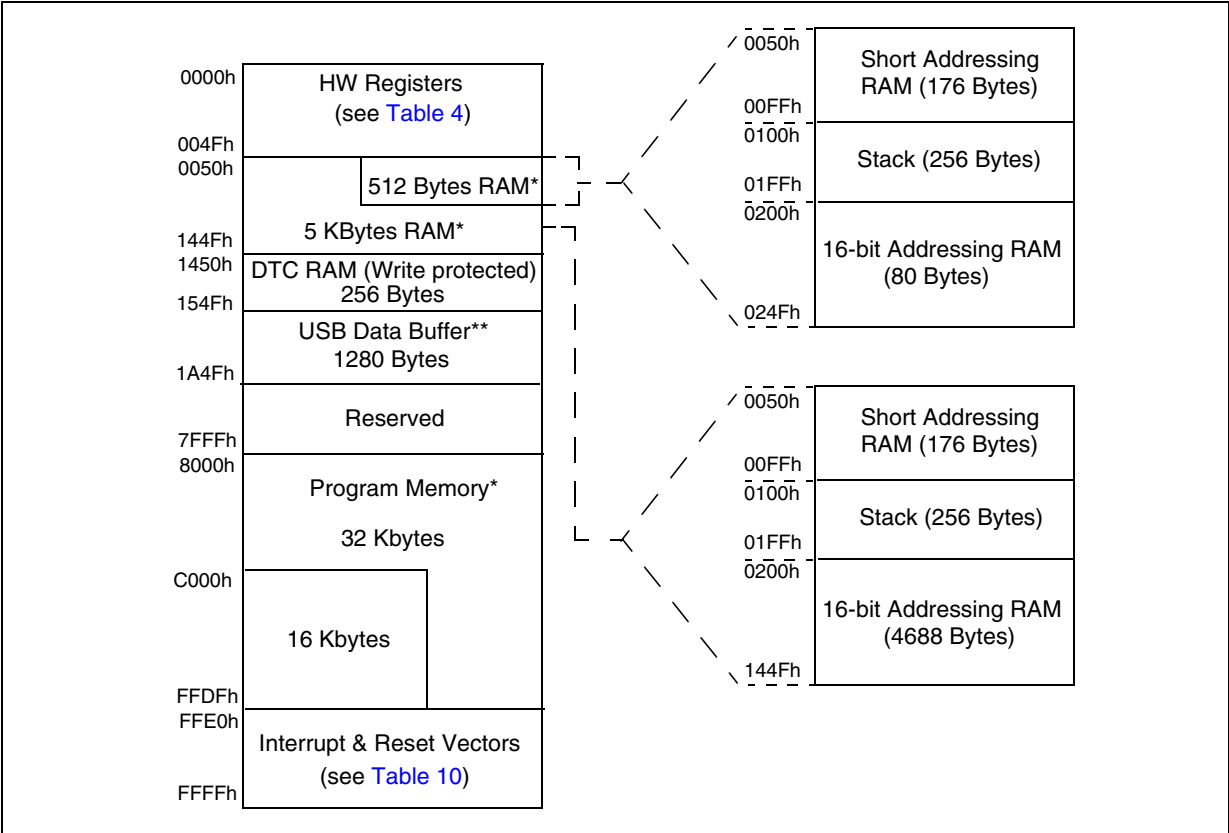 0000h
HW Registers
(see Table 4)
004Fh
0050h
512 Bytes RAM*
5 KBytes RAM*
144Fh
1450h
DTC RAM (Write protected)
256 Bytes
154Fh
USB Data Buffer**
1280 Bytes
1A4Fh
Reserved
7FFFh
8000h
Program Memory*
32 Kbytes
C000h
16 Kbytes
FFDFh
FFE0h
Interrupt & Reset Vectors
(see Table 10)
FFFFh
0050h
Short Addressing
RAM (176 Bytes)
00FFh
0100h
Stack (256 Bytes)
01FFh
0200h
16-bit Addressing RAM
(80 Bytes)
024Fh
0050h
Short Addressing
RAM (176 Bytes)
00FFh
0100h
Stack (256 Bytes)
01FFh
0200h
16-bit Addressing RAM
(4688 Bytes)
144Fh